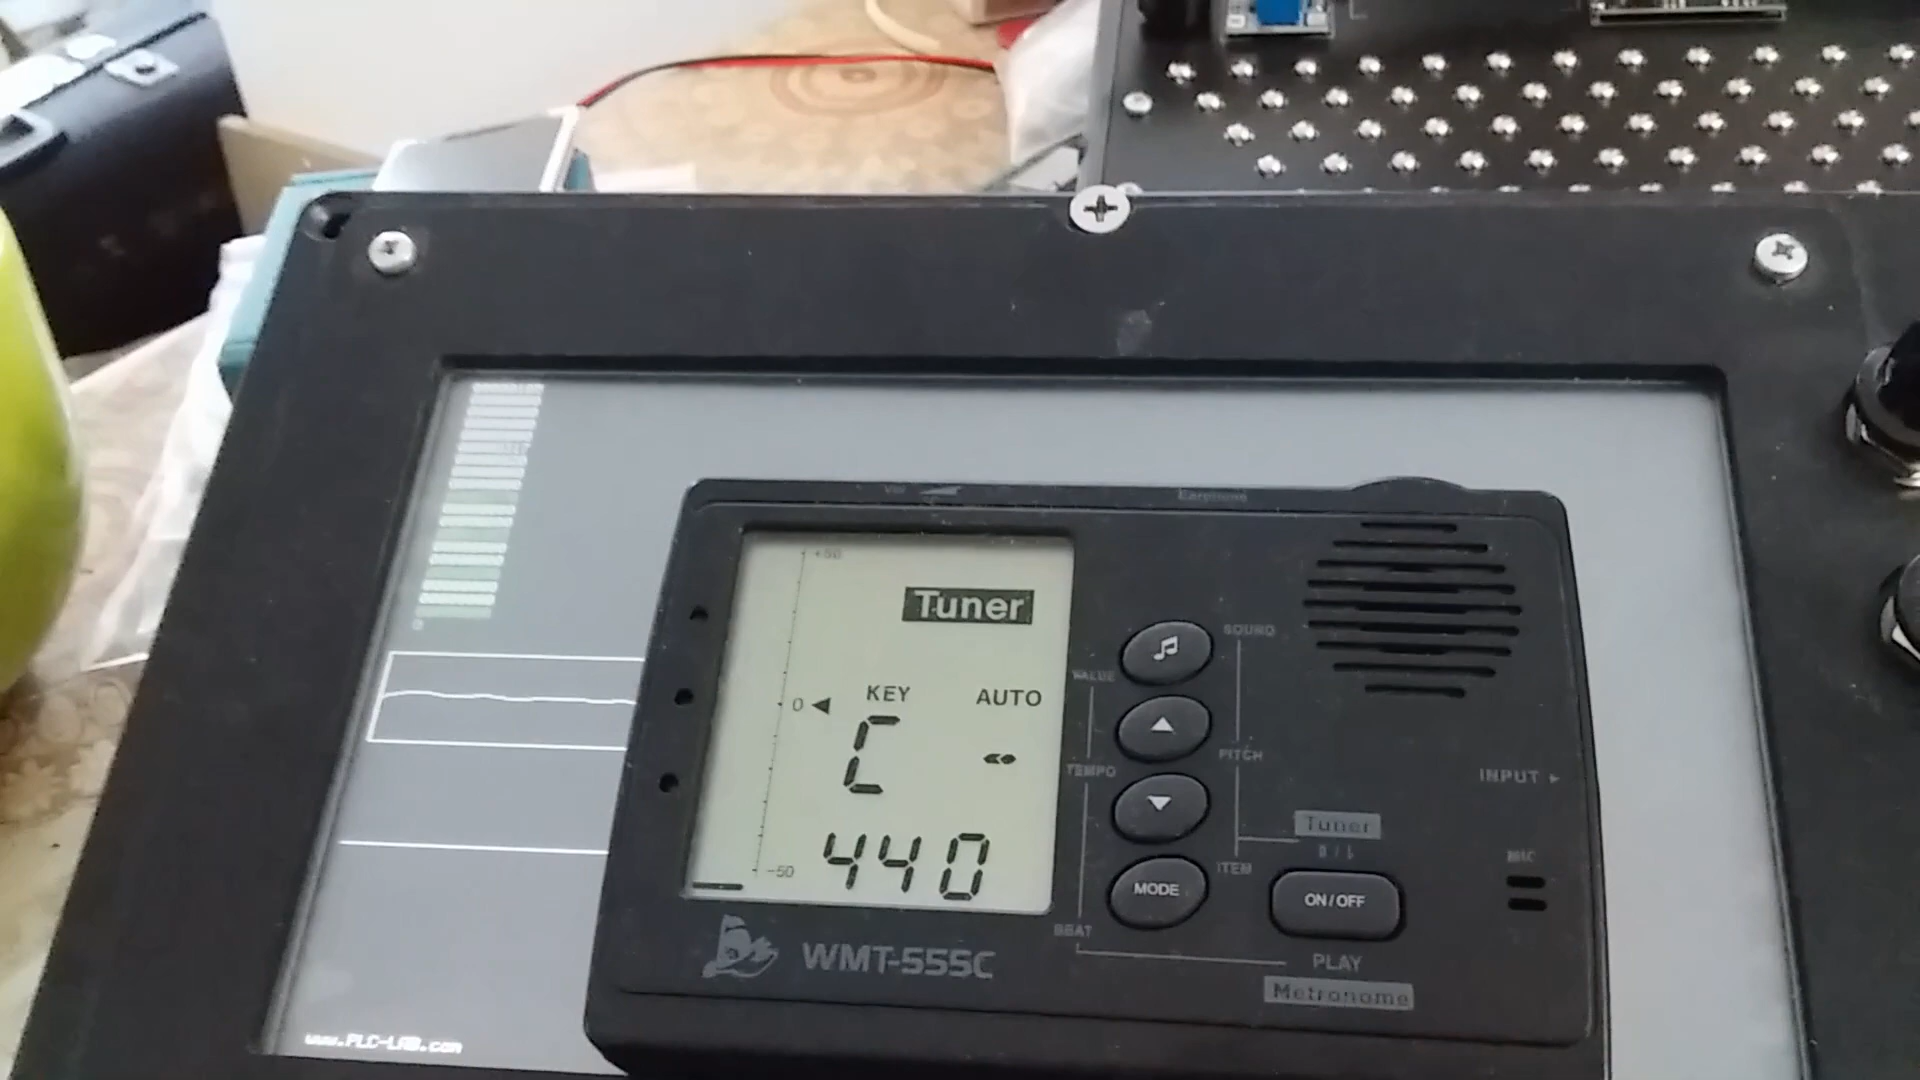 +50
Tuner
KEY
AUTO
0
C
440
-50
WMT-555C
SOUND
VALUE
PITCH
TEMPO
ITEM
MODE
BEAT
INPUT
Tuner
ON/OFF
MIC
PLAY
Metronome
Earphone
www.PLC-LAB.com